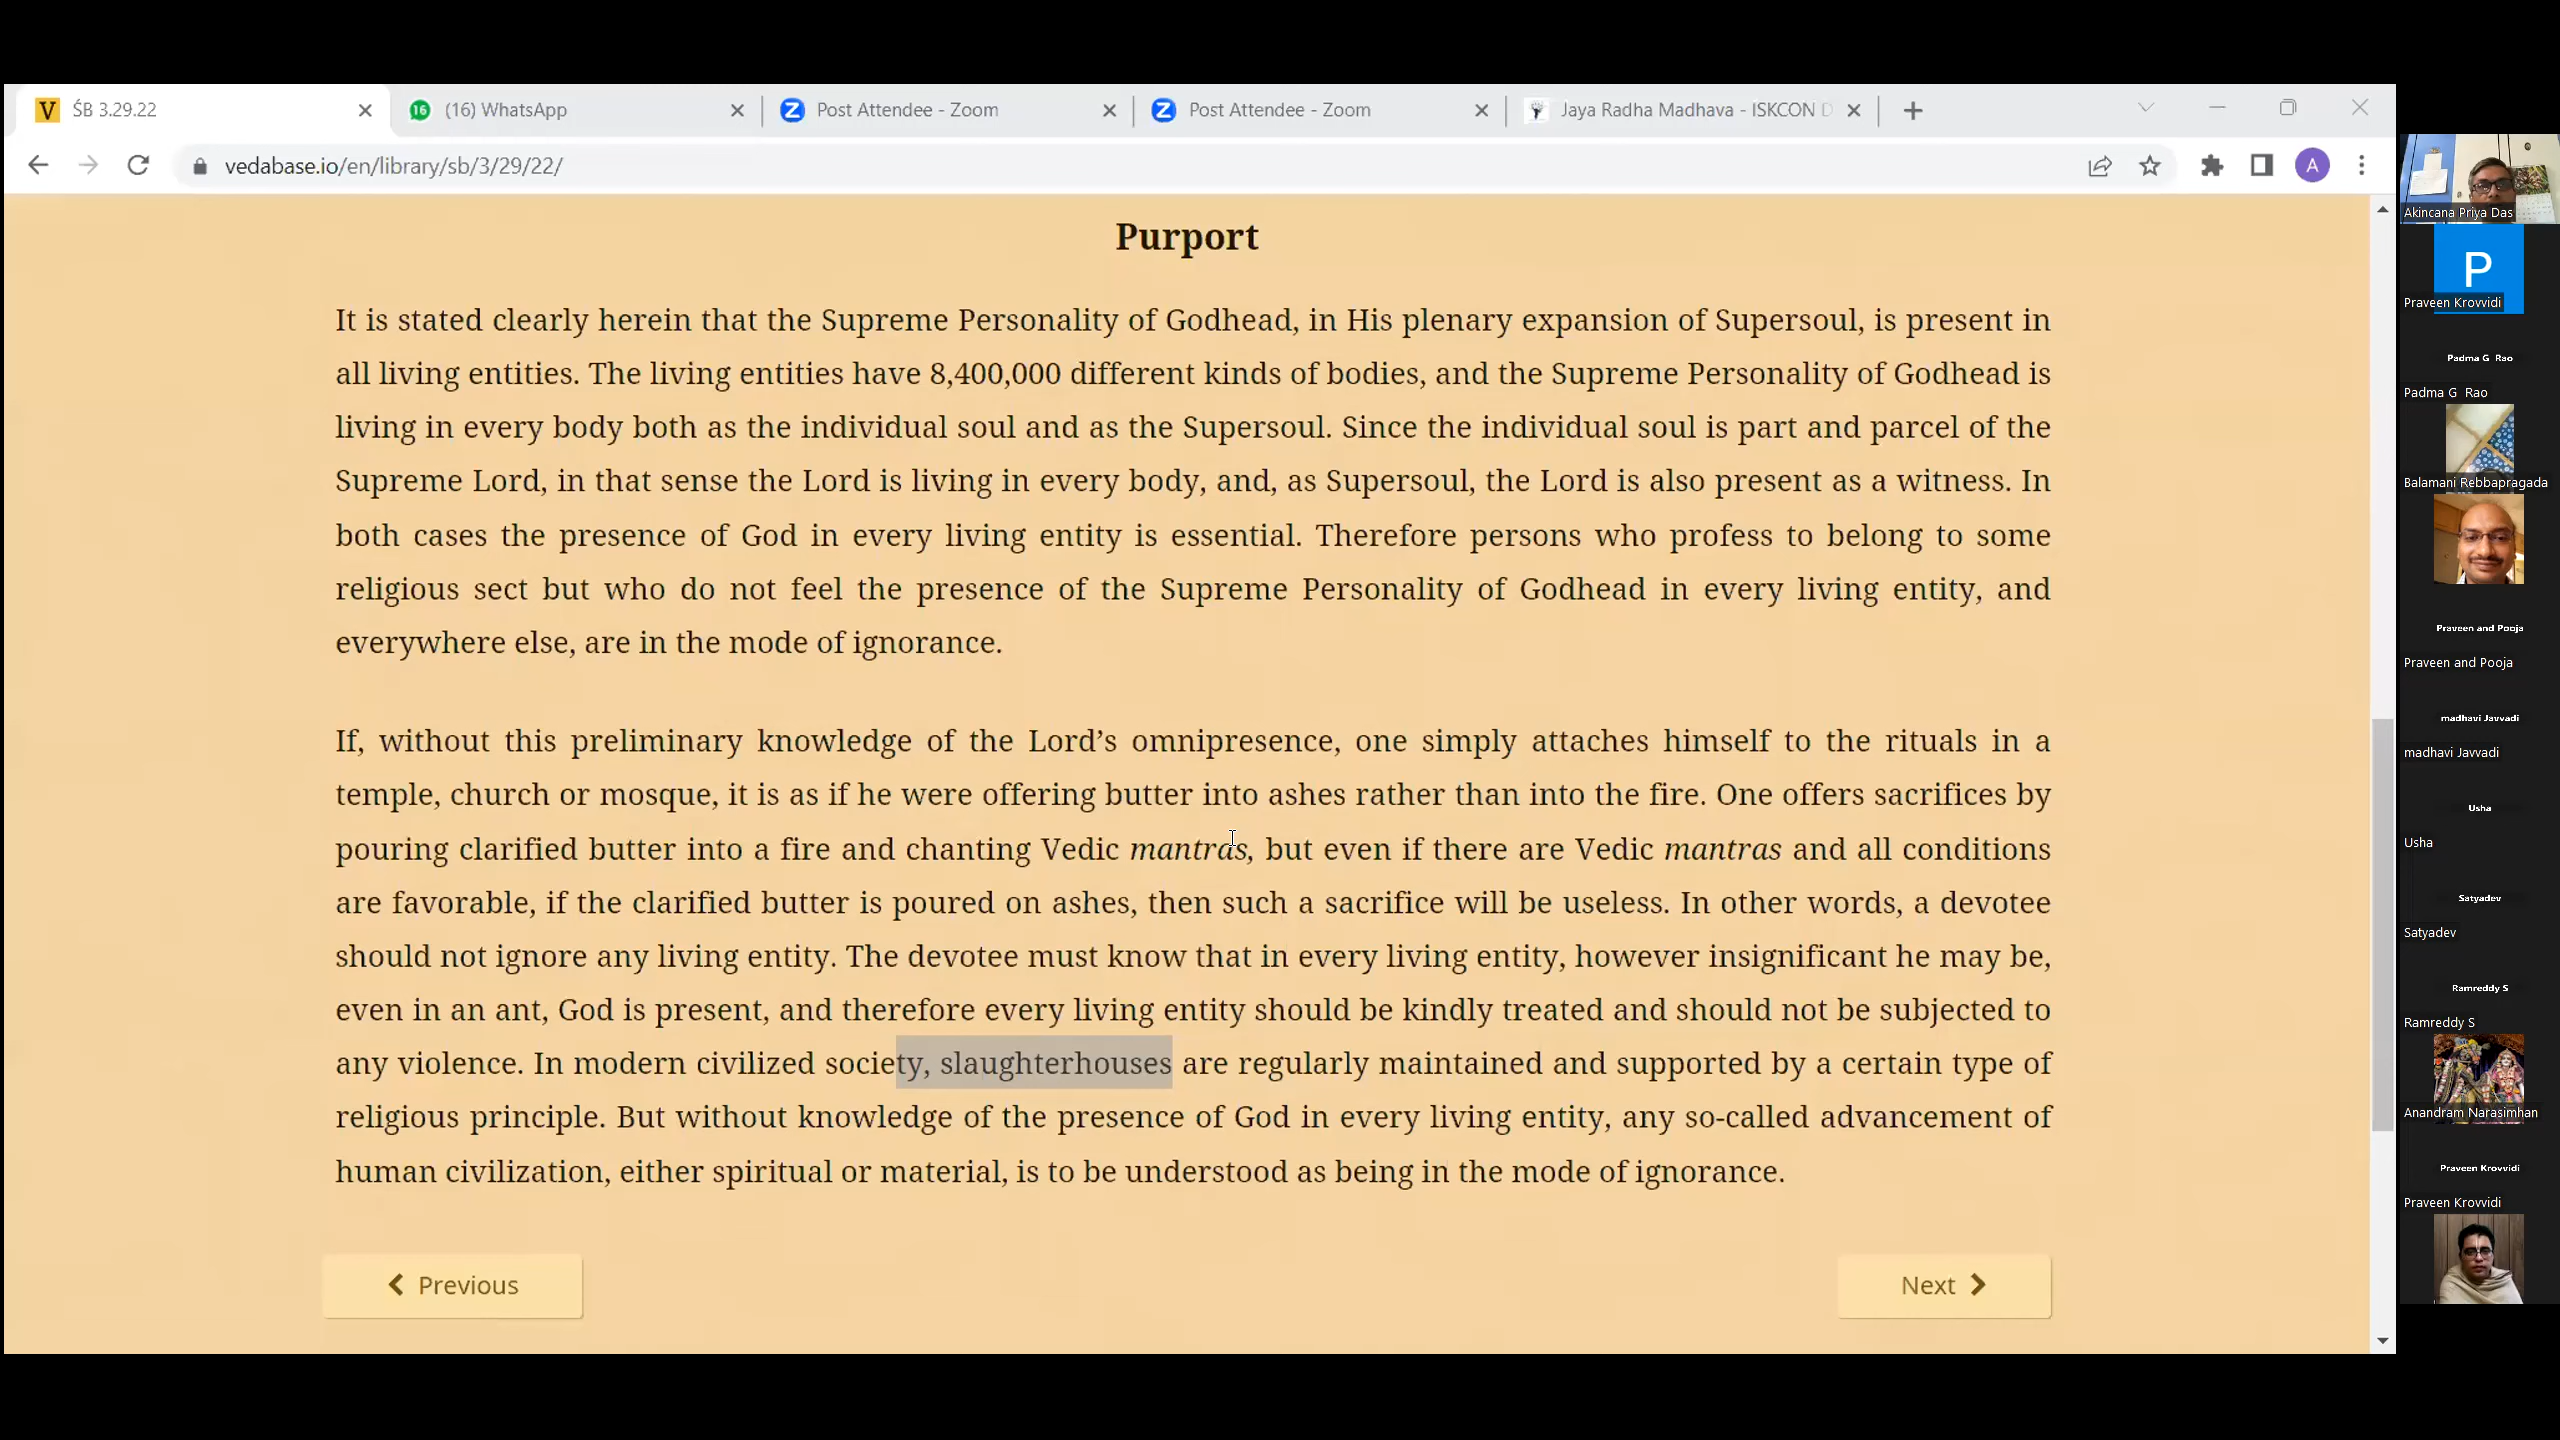 ŚB 3.29.22
16
(16) WhatsApp
Post Attendee - Zoom
Post Attendee - Zoom
Jaya Radha Madhava - ISKCON D
vedabase.io/en/library/sb/3/29/22/
A
Purport
It is stated clearly herein that the Supreme Personality of Godhead, in His plenary expansion of Supersoul, is present in
all living entities. The living entities have 8,400,000 different kinds of bodies, and the Supreme Personality of Godhead is
living in every body both as the individual soul and as the Supersoul. Since the individual soul is part and parcel of the
Supreme Lord, in that sense the Lord is living in every body, and, as Supersoul, the Lord is also present as a witness. In
both cases the presence of God in every living entity is essential. Therefore persons who profess to belong to some
religious sect but who do not feel the presence of the Supreme Personality of Godhead in every living entity, and
everywhere else, are in the mode of ignorance.
If, without this preliminary knowledge of the Lord’s omnipresence, one simply attaches himself to the rituals in a
temple, church or mosque, it is as if he were offering butter into ashes rather than into the fire. One offers sacrifices by
pouring clarified butter into a fire and chanting Vedic mantras, but even if there are Vedic mantras and all conditions
are favorable, if the clarified butter is poured on ashes, then such a sacrifice will be useless. In other words, a devotee
should not ignore any living entity. The devotee must know that in every living entity, however insignificant he may be,
even in an ant, God is present, and therefore every living entity should be kindly treated and should not be subjected to
any violence. In modern civilized society, slaughterhouses are regularly maintained and supported by a certain type of
religious principle. But without knowledge of the presence of God in every living entity, any so-called advancement of
human civilization, either spiritual or material, is to be understood as being in the mode of ignorance.
Previous
Next
Akincana Priya Das
P
Praveen Krovvidi
Padma G Rao
Padma G Rao
Balamani Rebbapragada
Praveen and Pooja
Praveen and Pooja
madhavi Javvadi
madhavi Javvadi
Usha
Usha
Satyadev
Satyadev
Ramreddy S
Ramreddy S
Anandram Narasimhan
Praveen Krovvidi
Praveen Krovvidi